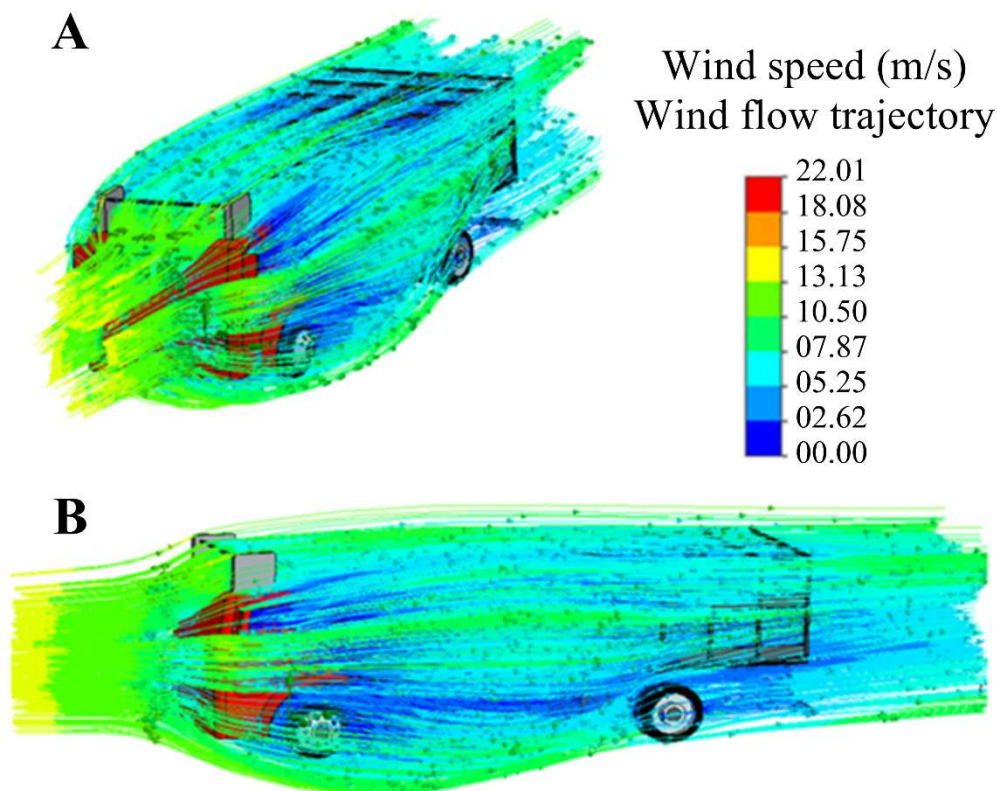 A
Wind speed (m/s)
Wind flow trajectory
22.01
18.08
15.75
13.13
10.50
07.87
05.25
02.62
00.00
B